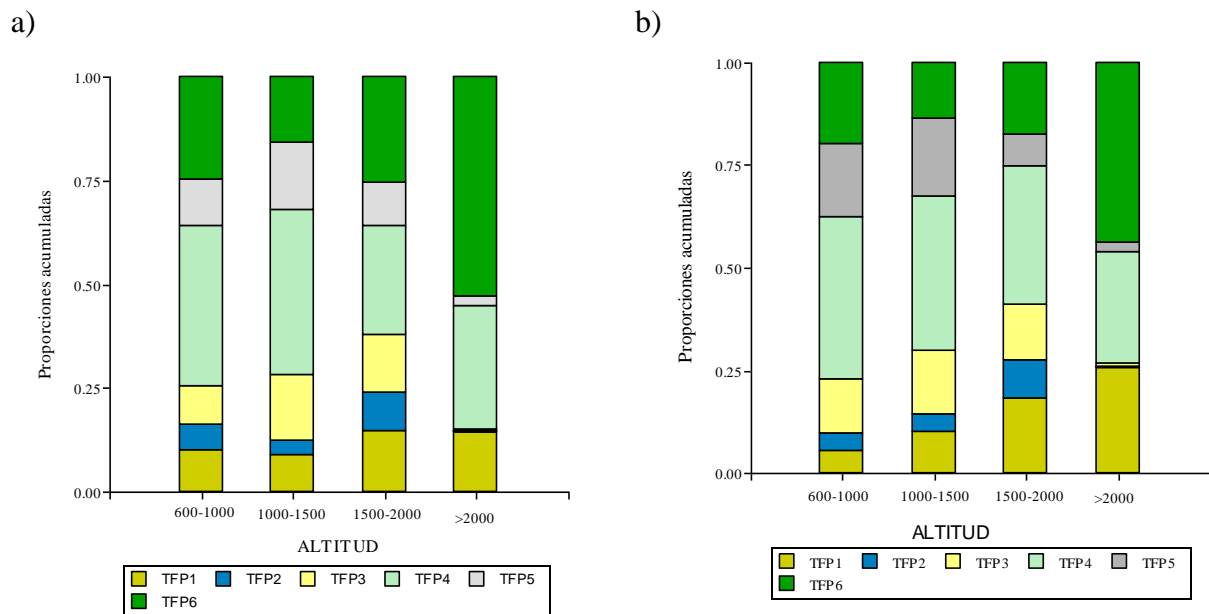 a)
Proporciones acumuladas
1.00
0.75
0.50
0.25
0.00
600-1000 1000-1500 1500-2000 >2000
ALTITUD
TFP1 TFP2 TFP3 TFP4 TFP5
TFP6
b)
Proporciones acumuladas
1.00
0.75
0.50
0.25
0.00
600-1000 1000-1500 1500-2000 >2000
ALTITUD
TFP1 TFP2 TFP3 TFP4 TFP5
TFP6